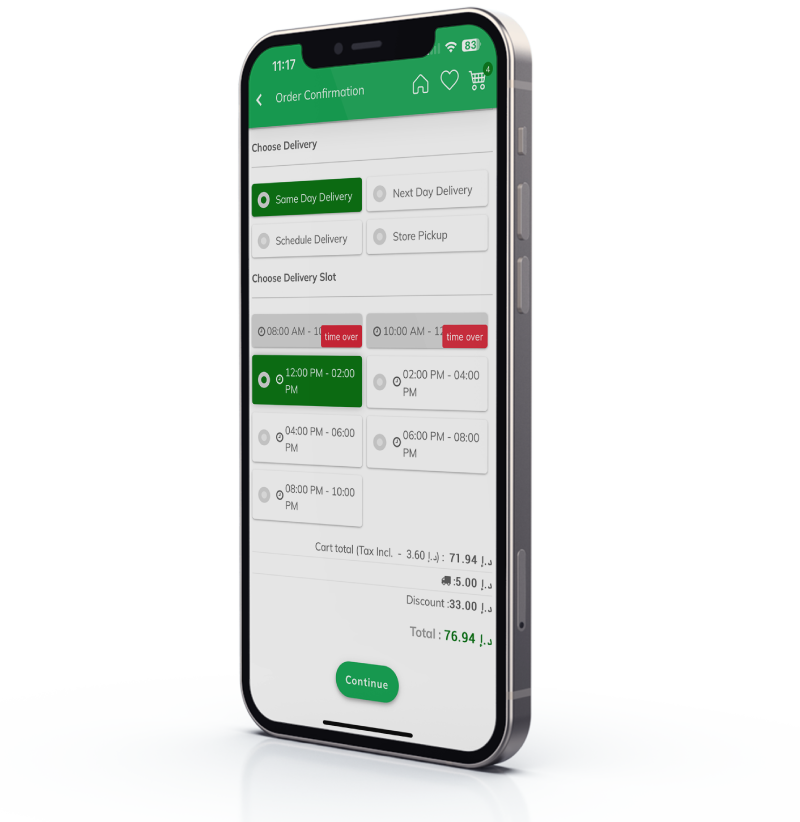 11:17
83
Order Confirmation
4
Choose Delivery
Same Day Delivery
Next Day Delivery
Schedule Delivery
Store Pickup
Choose Delivery Slot
08:00 AM - 10
time over
10:00 AM - 12
time over
12:00 PM - 02:00
PM
02:00 PM - 04:00
PM
04:00 PM - 06:00
PM
06:00 PM - 08:00
PM
08:00 PM - 10:00
PM
Cart total (Tax Incl. - 3.60 د.إ) : 71.94 د.إ
:5.00 د.إ
Discount :33.00 د.إ
Total : 76.94 د.إ
Continue